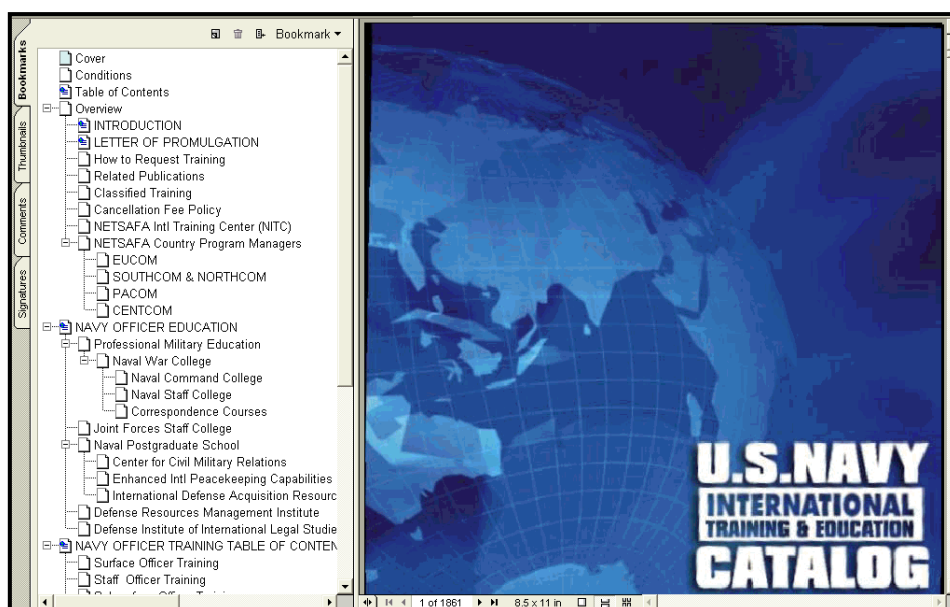 Bookmark
Bookmarks
Thumbnails
Comments
Signatures
Cover
Conditions
Table of Contents
Overview
INTRODUCTION
LETTER OF PROMULGATION
How to Request Training
Related Publications
Classified Training
Cancellation Fee Policy
NETSAFA Intl Training Center (NITC)
NETSAFA Country Program Managers
EUCOM
SOUTHCOM & NORTHCOM
PACOM
CENTCOM
NAVY OFFICER EDUCATION
Professional Military Education
Naval War College
Naval Command College
Naval Staff College
Correspondence Courses
Joint Forces Staff College
Naval Postgraduate School
Center for Civil Military Relations
Enhanced Intl Peacekeeping Capabilities
International Defense Acquisition Resourc
Defense Resources Management Institute
Defense Institute of International Legal Studie
NAVY OFFICER TRAINING TABLE OF CONTEN
Surface Officer Training
Staff Officer Training
U.S.NAVY
INTERNATIONAL
TRAINING & EDUCATION
CATALOG
1 of 1861
8.5 x 11 in